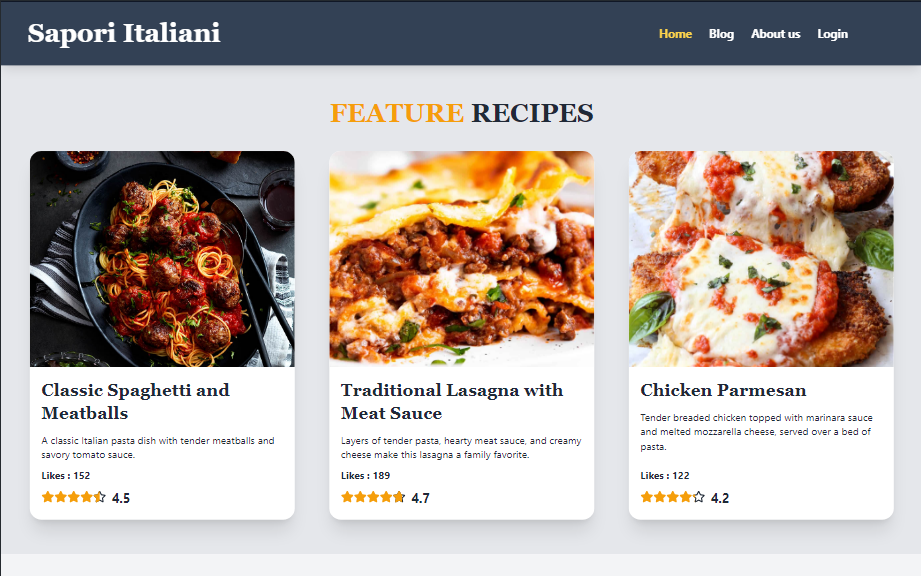 Sapori Italiani
Home Blog About us Login
FEATURE RECIPES
Classic Spaghetti and
Meatballs
A classic Italian pasta dish with tender meatballs and
savory tomato sauce.
Likes : 152
4.5
Traditional Lasagna with
Meat Sauce
Layers of tender pasta, hearty meat sauce, and creamy
cheese make this lasagna a family favorite.
Likes : 189
4.7
Chicken Parmesan
Tender breaded chicken topped with marinara sauce
and melted mozzarella cheese, served over a bed of
pasta.
Likes : 122
4.2